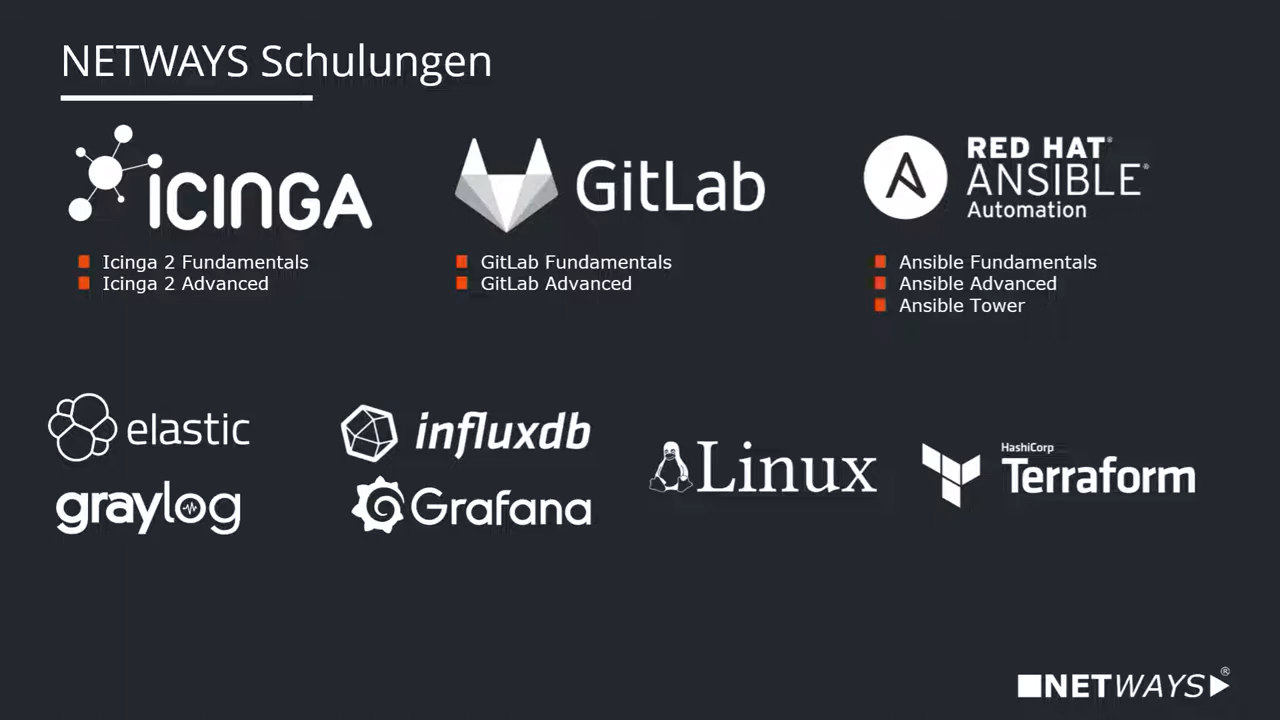 NETWAYS Schulungen
iCINGA
Icinga 2 Fundamentals
Icinga 2 Advanced
GitLab
GitLab Fundamentals
GitLab Advanced
RED HAT®
ANSIBLE®
Automation
Ansible Fundamentals
Ansible Advanced
Ansible Tower
elastic
graylog
influxdb
Grafana
Linux
HashiCorp
Terraform
NETWAYS®